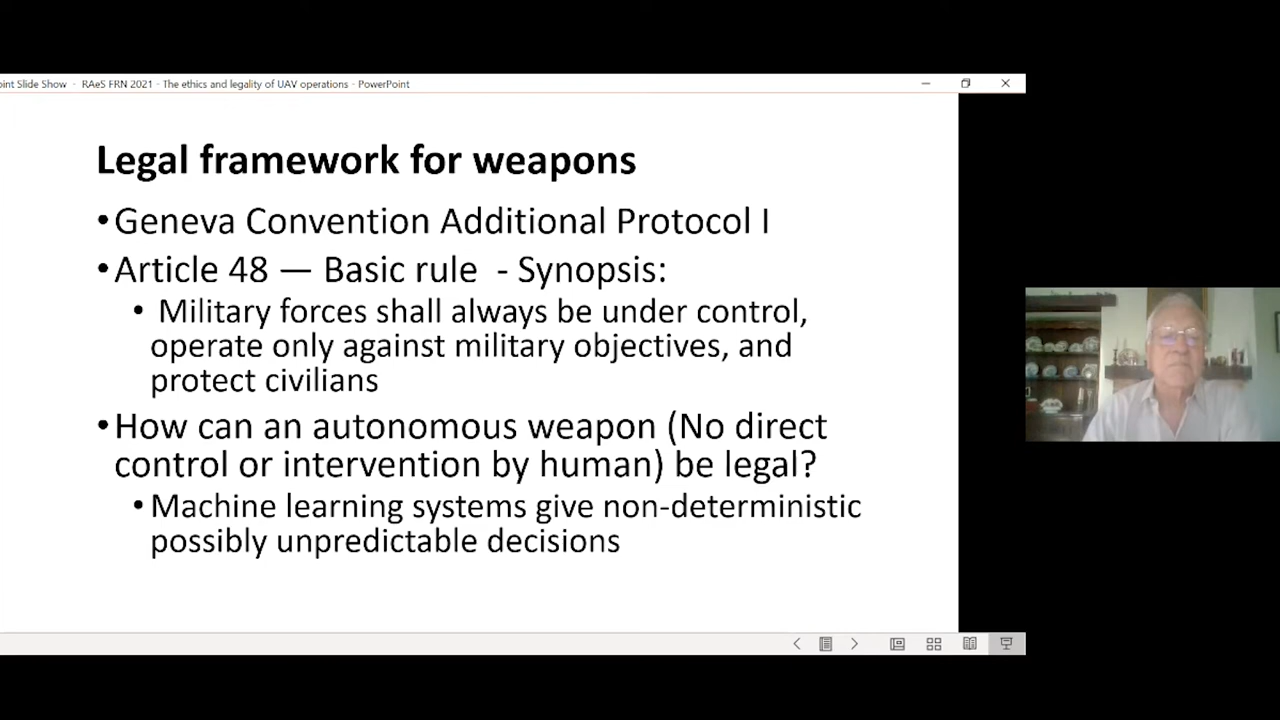 int Slide Show - RAeS FRN 2021 - The ethics and legality of UAV operations - PowerPoint
Legal framework for weapons
•Geneva Convention Additional Protocol I
•Article 48 — Basic rule - Synopsis:
• Military forces shall always be under control,
operate only against military objectives, and
protect civilians
•How can an autonomous weapon (No direct
control or intervention by human) be legal?
•Machine learning systems give non-deterministic
possibly unpredictable decisions